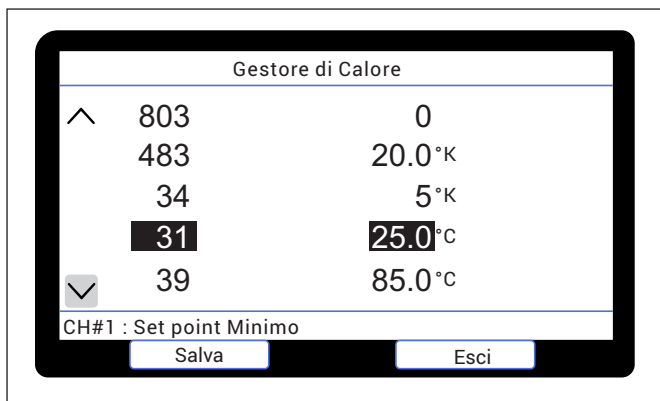 Gestore di Calore
803 0
483 20.0°K
34 5°K
31 25.0°C
39 85.0°C
CH#1 : Set point Minimo
Salva Esci